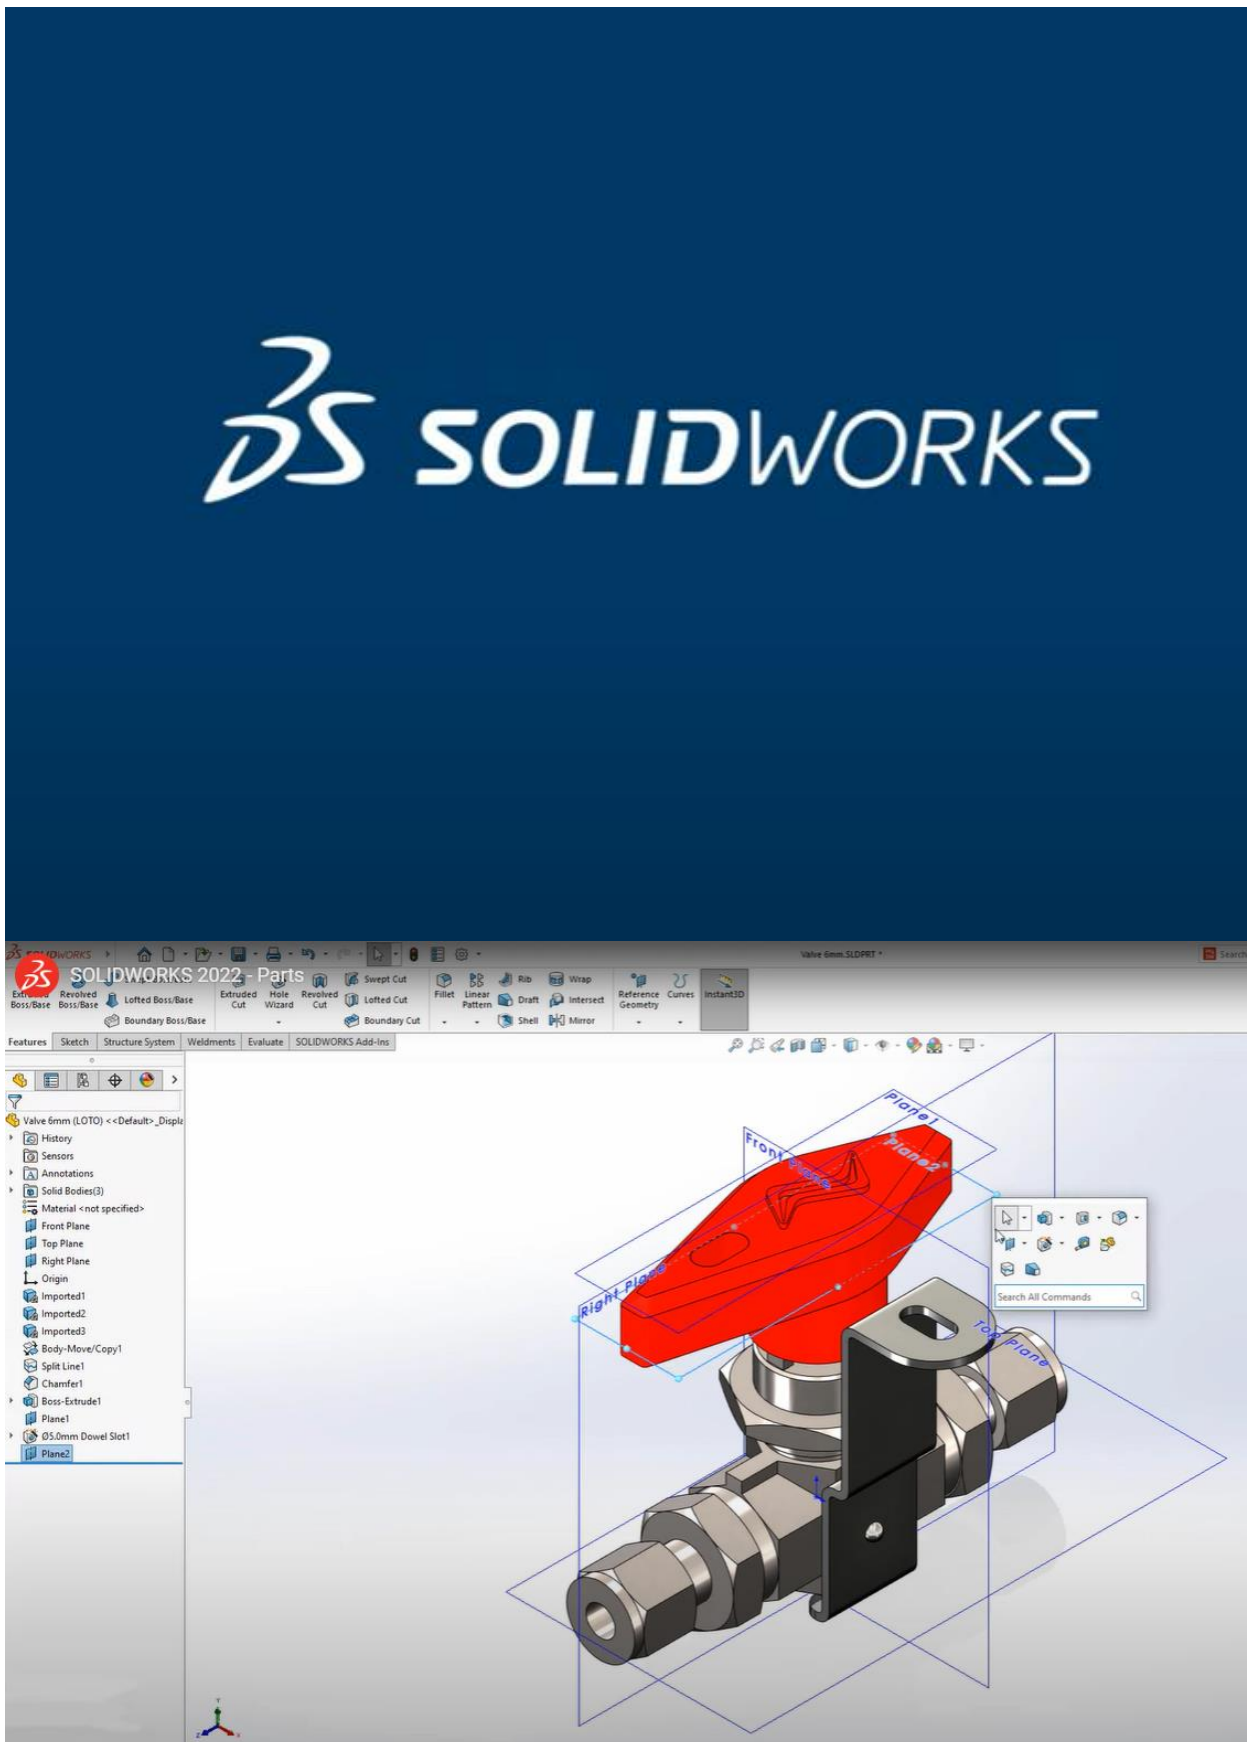 SOLIDWORKS
SOLIDWORKS
Valve 6mm.SLDPRT *
Search
SOLIDWORKS 2022 - Parts
Extruded Boss/Base
Revolved Boss/Base
Lofted Boss/Base
Boundary Boss/Base
Extruded Cut
Hole Wizard
Revolved Cut
Swept Cut
Lofted Cut
Boundary Cut
Fillet
Linear Pattern
Rib
Draft
Shell
Wrap
Intersect
Mirror
Reference Geometry
Curves
Instant3D
Features
Sketch
Structure System
Weldments
Evaluate
SOLIDWORKS Add-Ins
Valve 6mm (LOTO) <<Default>_Displa
History
Sensors
Annotations
Solid Bodies(3)
Material <not specified>
Front Plane
Top Plane
Right Plane
Origin
Imported1
Imported2
Imported3
Body-Move/Copy1
Split Line1
Chamfer1
Boss-Extrude1
Plane1
Ø5.0mm Dowel Slot1
Plane2
Plane1
Front Plane
Plane2
Right Plane
Top Plane
Search All Commands